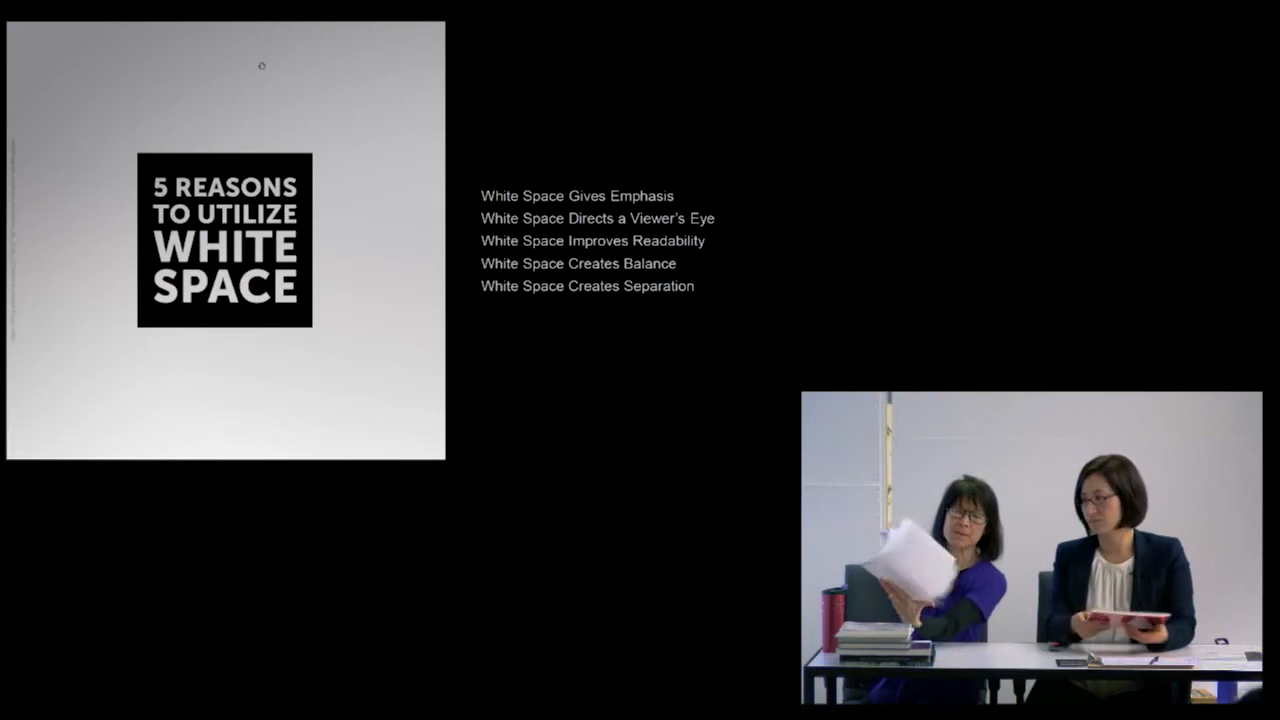 5 REASONS
TO UTILIZE
WHITE
SPACE
White Space Gives Emphasis
White Space Directs a Viewer's Eye
White Space Improves Readability
White Space Creates Balance
White Space Creates Separation